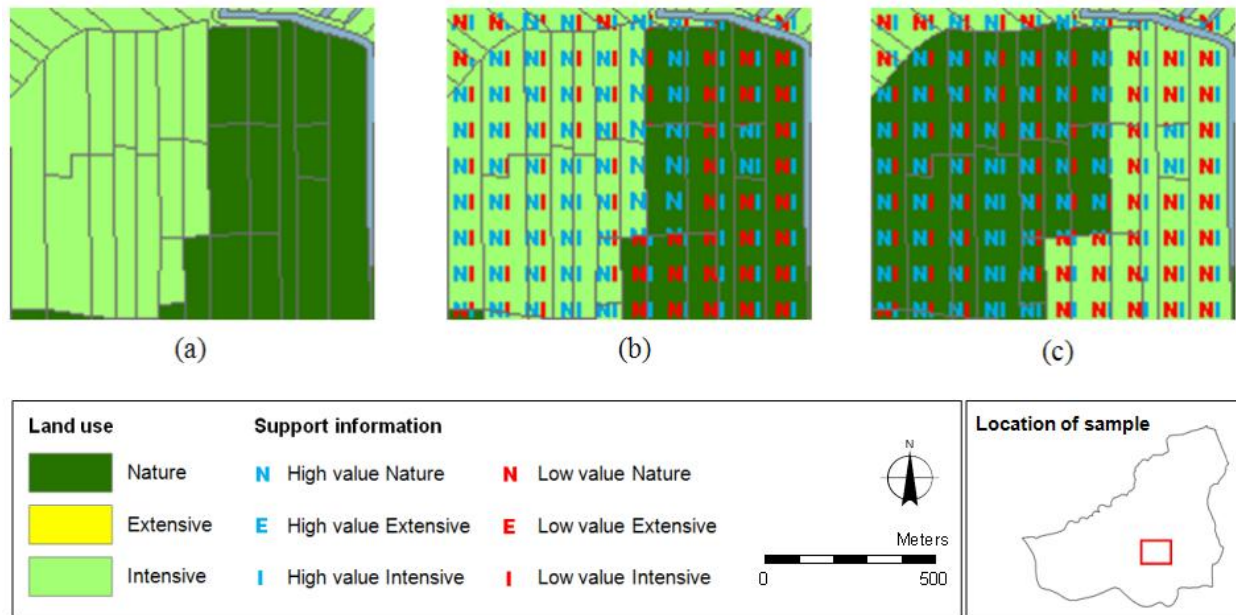 (a)
(b)
(c)
Land use
Nature
Extensive
Intensive
Support information
N High value Nature
E High value Extensive
I High value Intensive
N Low value Nature
E Low value Extensive
I Low value Intensive
N
Meters
0 500
Location of sample